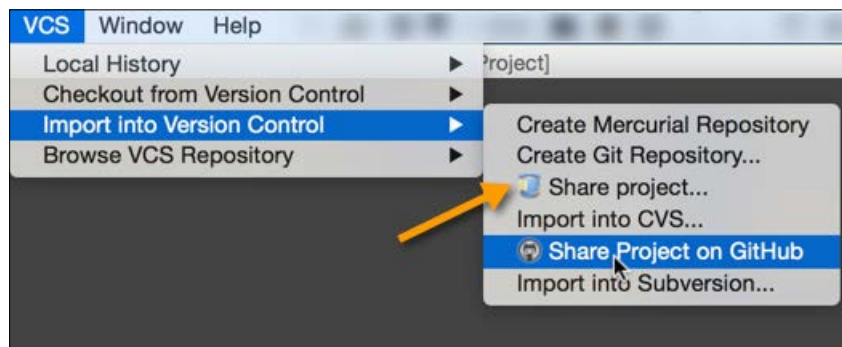 VCS Window Help
Local History
Project]
Checkout from Version Control
Import into Version Control
Browse VCS Repository
Create Mercurial Repository
Create Git Repository...
Share project...
Import into CVS...
Share Project on GitHub
Import into Subversion...